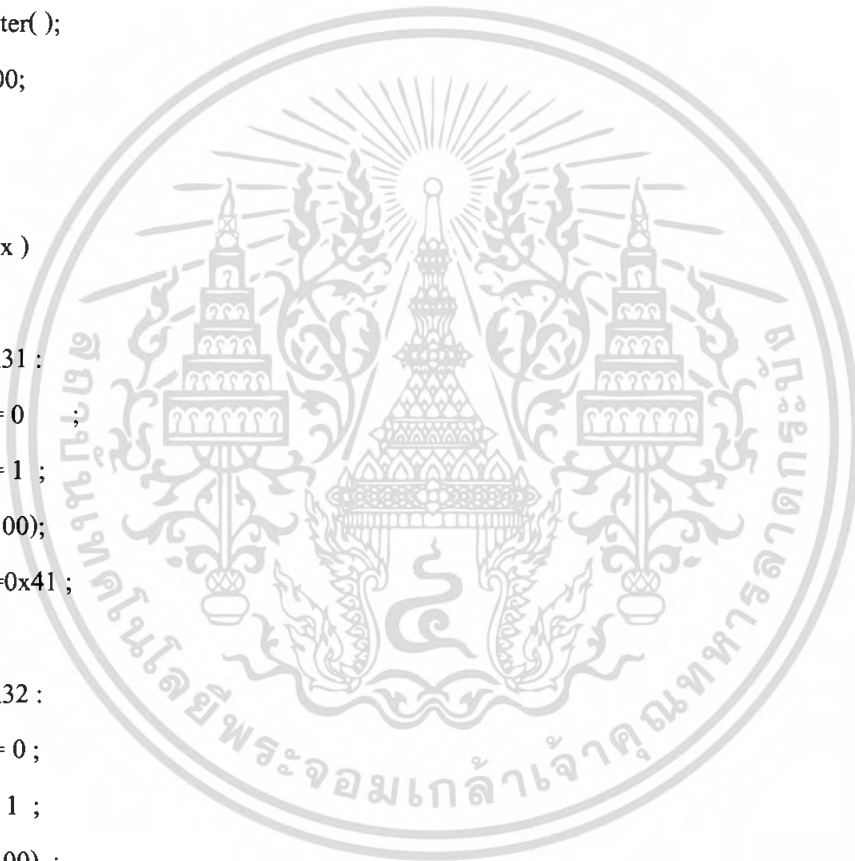 ter( );
00;
x )
31 :
= 0 ;
= 1 ;
00);
=0x41 ;
32 :
= 0 ;
1 ;
00) ;
สถาบันเทคโนโลยีพระจอมเกล้าเจ้าคุณทหารลาดกระบัง